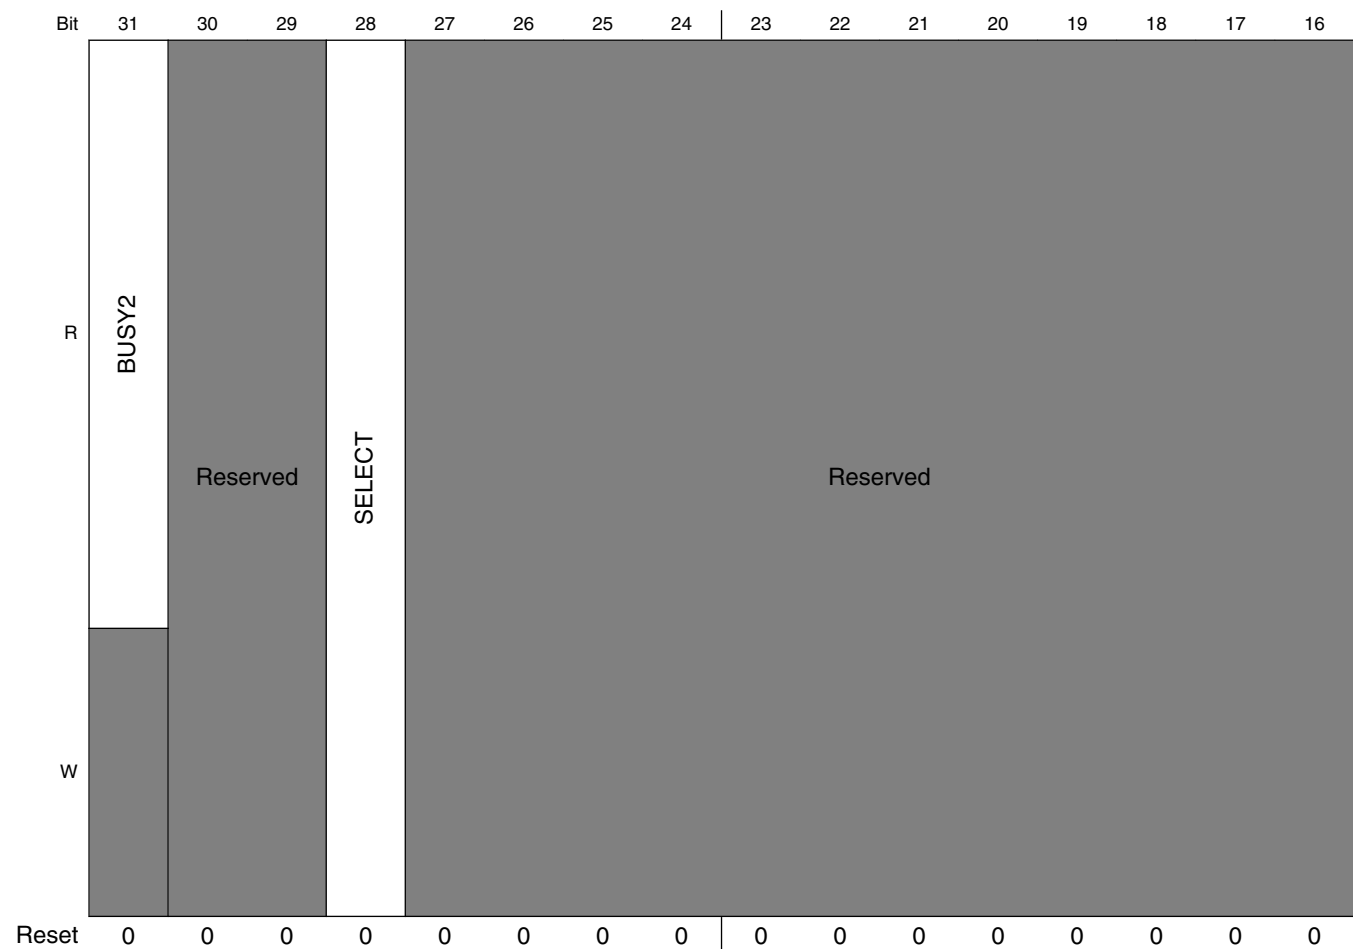 Bit 31 30 29 28 27 26 25 24 23 22 21 20 19 18 17 16
BUSY2
R
SELECT
Reserved Reserved
W
Reset 0 0 0 0 0 0 0 0 0 0 0 0 0 0 0 0